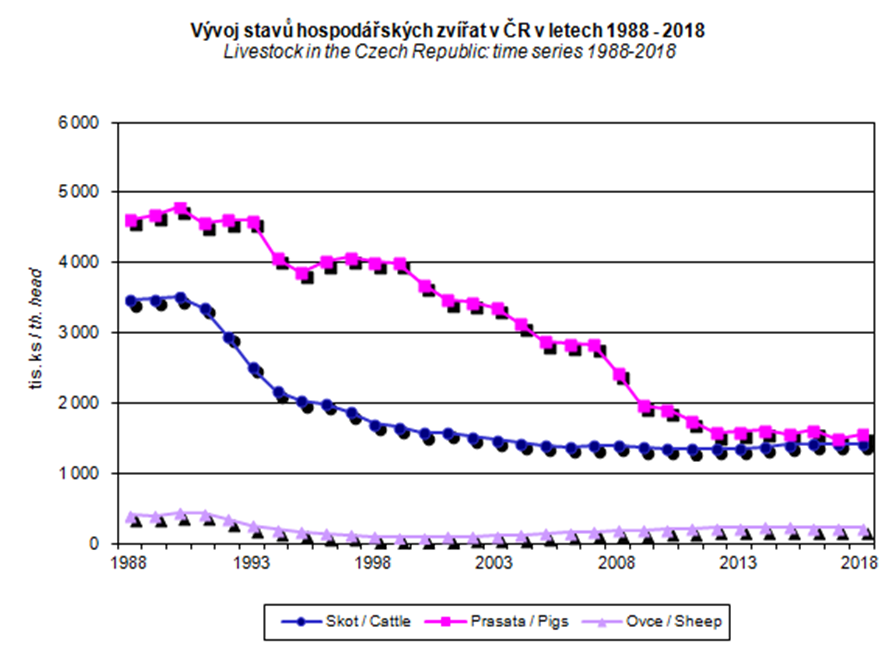 Vývoj stavů hospodářských zvířat v ČR v letech 1988 - 2018
Livestock in the Czech Republic: time series 1988-2018
tis. ks / th. head
6 000
5 000
4 000
3 000
2 000
1 000
0
1988 1993 1998 2003 2008 2013 2018
Skot / Cattle Prasata / Pigs Ovce / Sheep